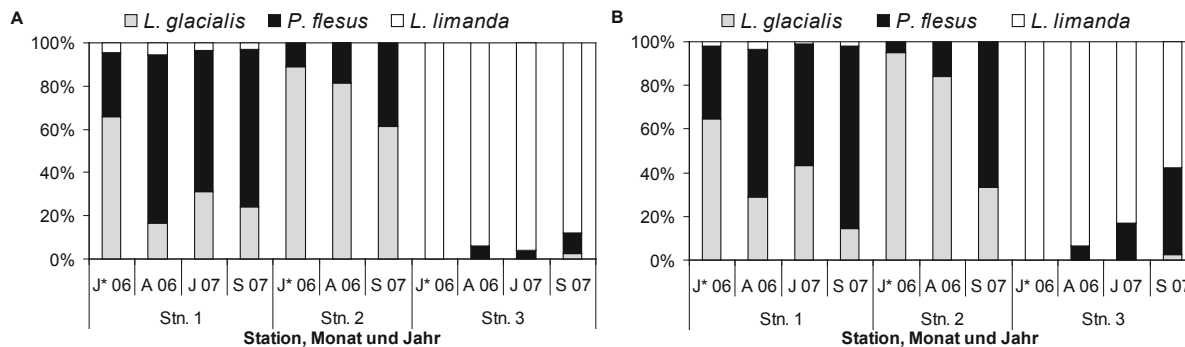 A L. glacialis P. flesus L. limanda
100%
80%
60%
40%
20%
0%
J* 06 A 06 J 07 S 07 J* 06 A 06 S 07 J* 06 A 06 J 07 S 07
Stn. 1 Stn. 2 Stn. 3
Station, Monat und Jahr
B L. glacialis P. flesus L. limanda
100%
80%
60%
40%
20%
0%
J* 06 A 06 J 07 S 07 J* 06 A 06 S 07 J* 06 A 06 J 07 S 07
Stn. 1 Stn. 2 Stn. 3
Station, Monat und Jahr